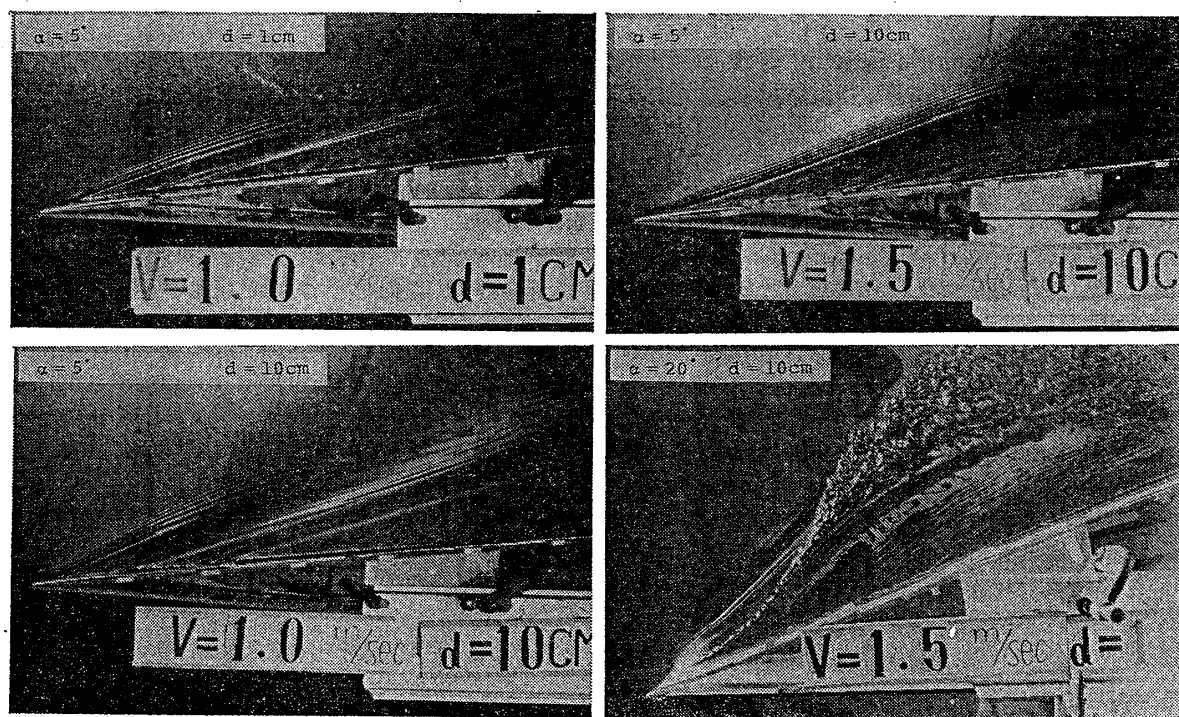 α = 5° d = 1cm
V=1.0 d=1CM
α = 5° d = 10cm
V=1.5 m/sec d=10C
α = 5° d = 10cm
V=1.0 m/sec d=10CM
α = 20° d = 10cm
V=1.5 m/sec d=